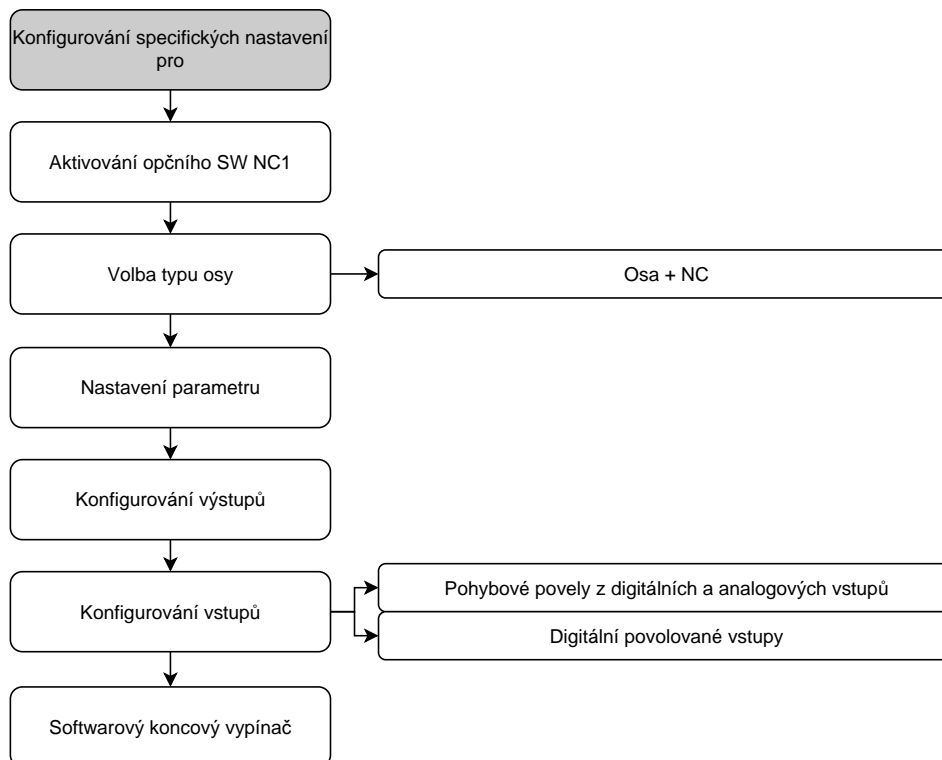 Konfigurování specifických nastavení
pro
Aktivování opčního SW NC1
Volba typu osy
Osa + NC
Nastavení parametru
Konfigurování výstupů
Konfigurování vstupů
Pohybové povely z digitálních a analogových vstupů
Digitální povolované vstupy
Softwarový koncový vypínač